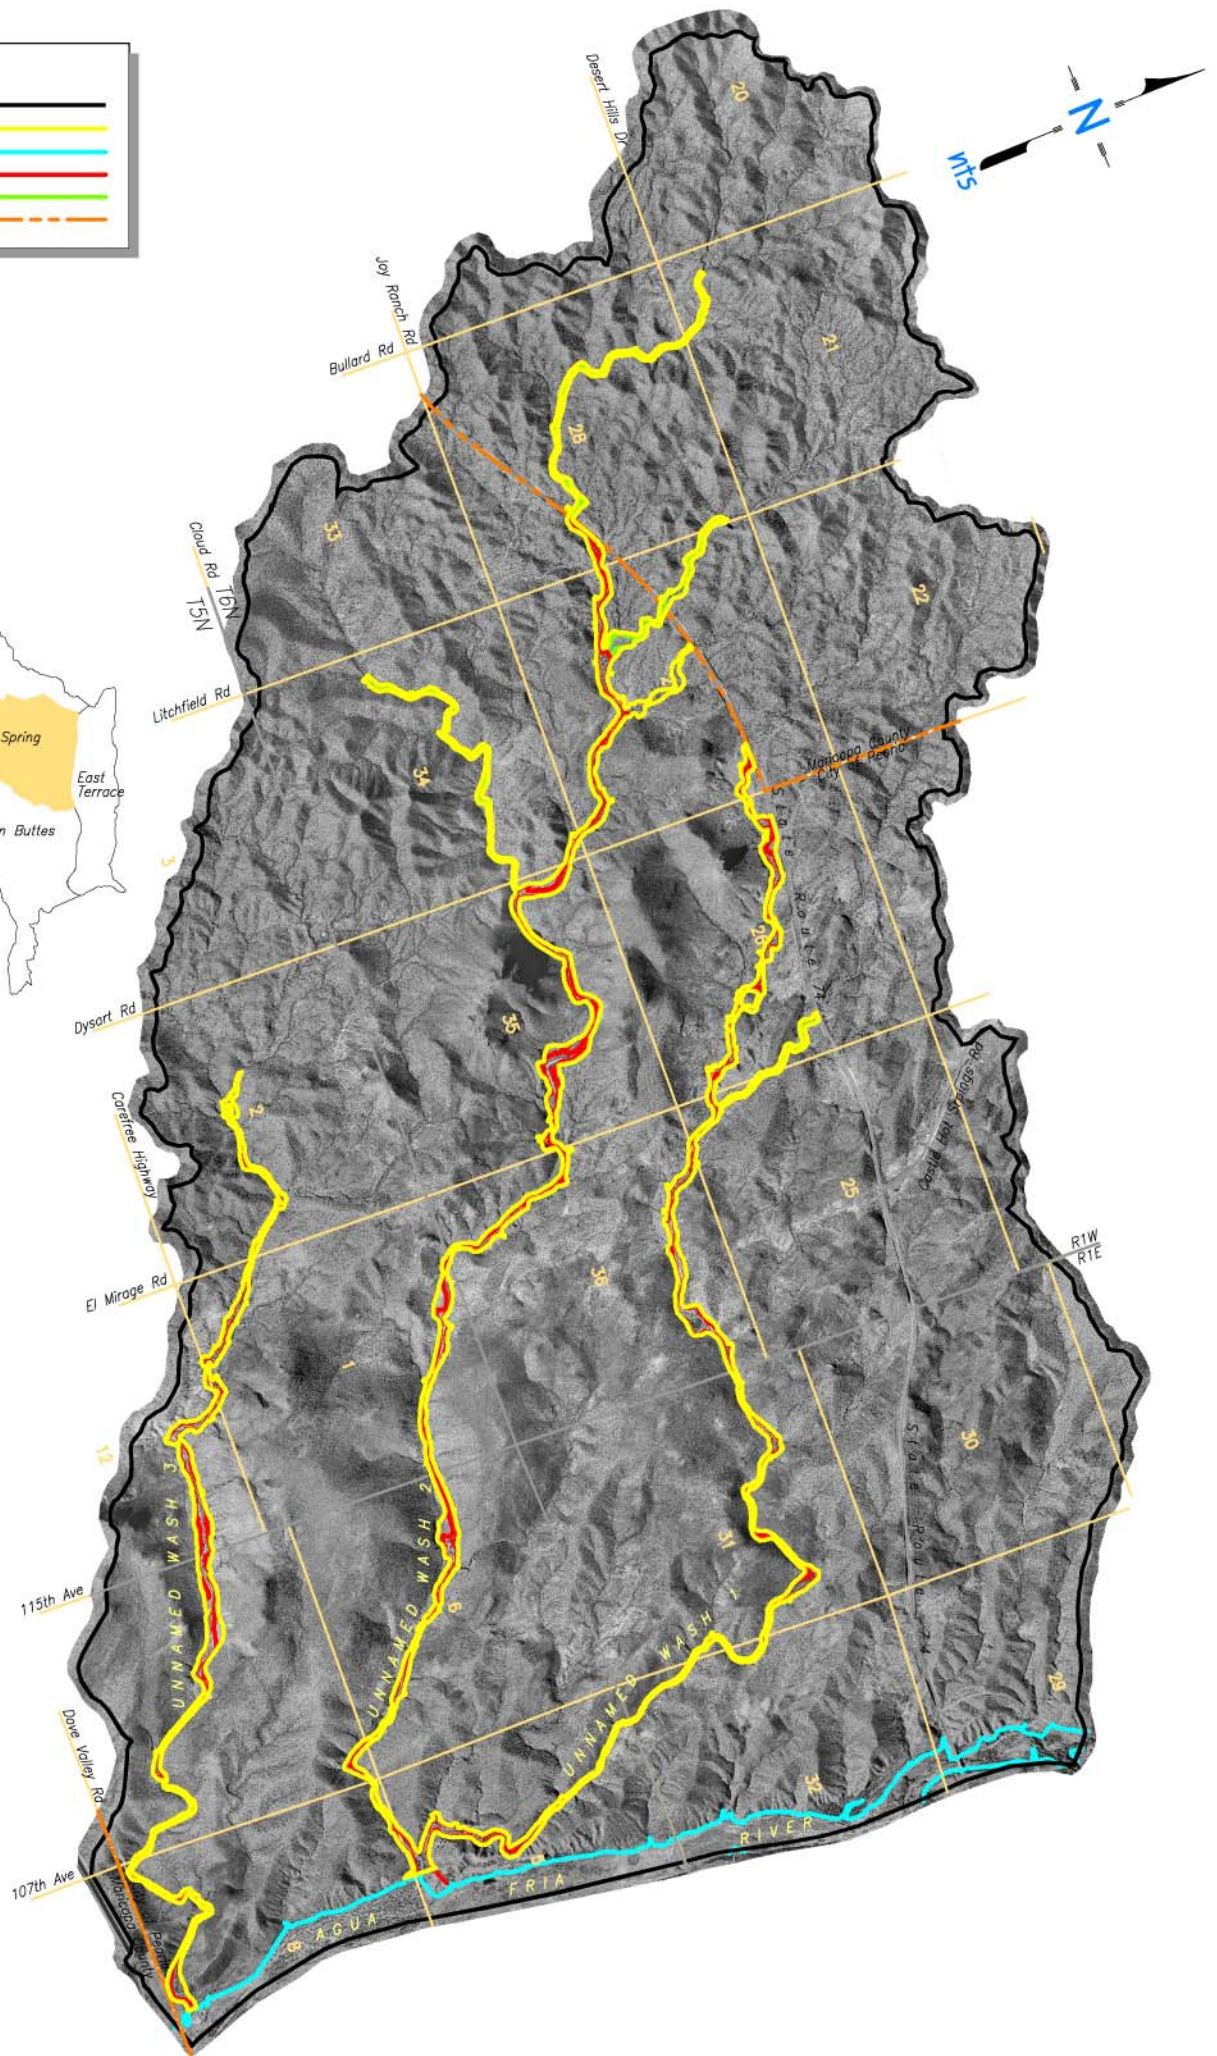 Desert Hills Dr
20
N
nts
Joy Ranch Rd
Bullard Rd
21
28
33
Cloud Rd
T6N
T5N
22
Litchfield Rd
Spring
East
Terrace
n Buttes
34
Maricopa County
City of Peoria
State Route 74
3
26
Dysart Rd
35
Castle Hot Springs Rd
2
Carefree Highway
25
R1W
R1E
El Mirage Rd
36
1
12
30
State Route 74
UNNAMED WASH 3
UNNAMED WASH 2
31
115th Ave
6
UNNAMED WASH 1
29
Dove Valley Rd
32
RIVER
107th Ave
5
FRIA
Maricopa County
AGUA
8